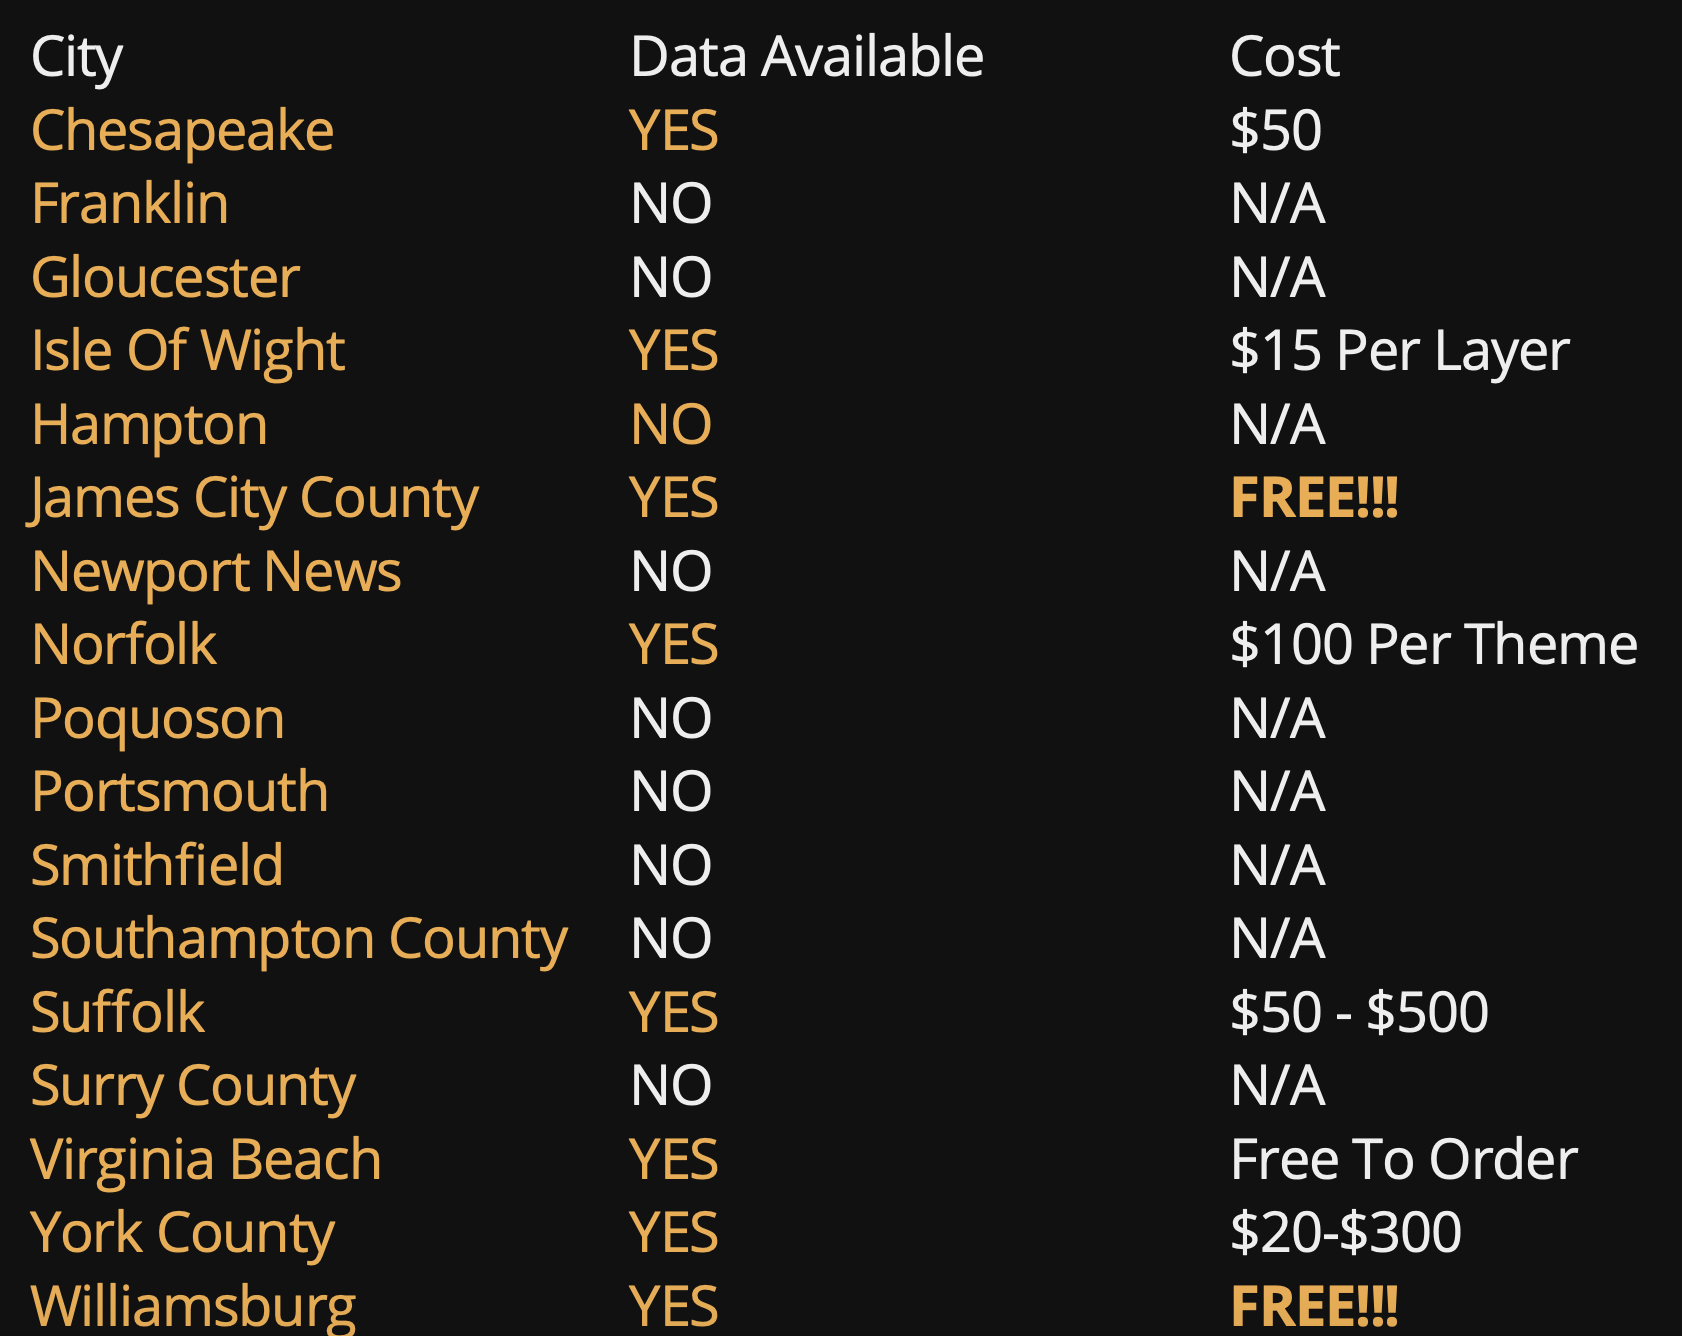 City Data Available Cost
Chesapeake YES $50
Franklin NO N/A
Gloucester NO N/A
Isle Of Wight YES $15 Per Layer
Hampton NO N/A
James City County YES FREE!!!
Newport News NO N/A
Norfolk YES $100 Per Theme
Poquoson NO N/A
Portsmouth NO N/A
Smithfield NO N/A
Southampton County NO N/A
Suffolk YES $50 - $500
Surry County NO N/A
Virginia Beach YES Free To Order
York County YES $20-$300
Williamsburg YES FREE!!!